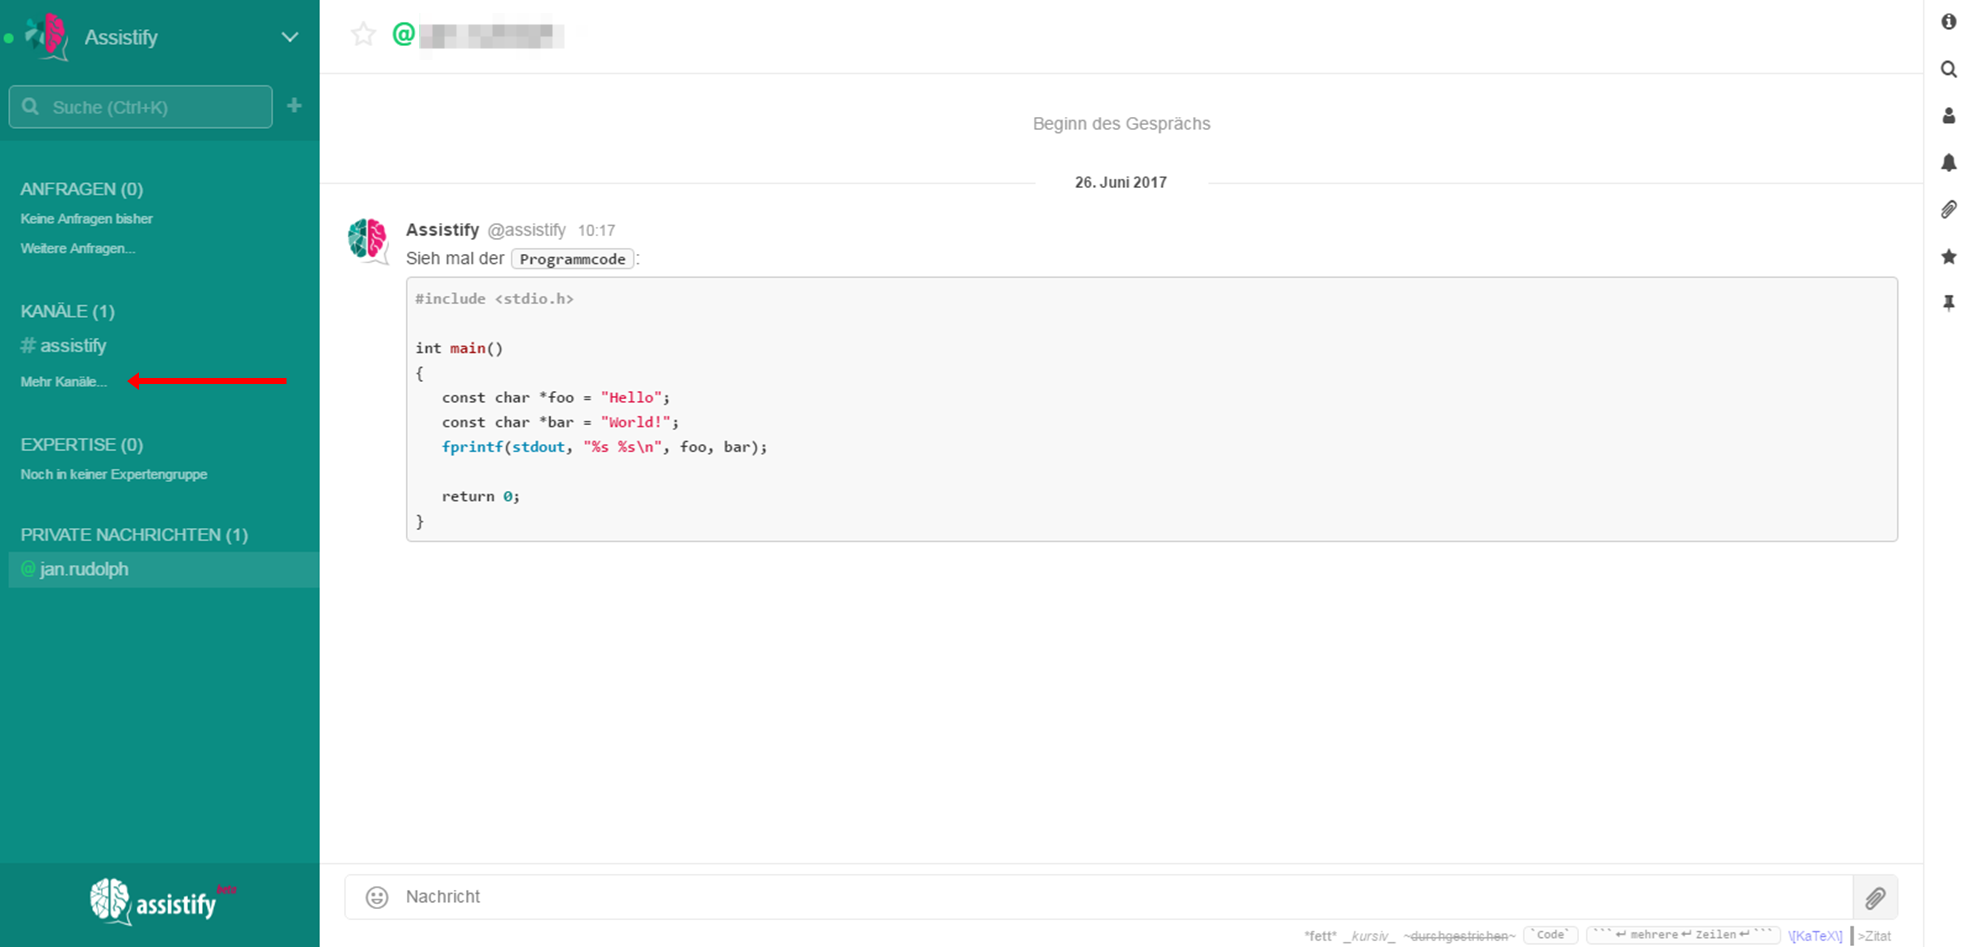 Assistify
Suche (Ctrl+K)
ANFRAGEN (0)
Keine Anfragen bisher
Weitere Anfragen...
KANÄLE (1)
# assistify
Mehr Kanäle...
EXPERTISE (0)
Noch in keiner Expertengruppe
PRIVATE NACHRICHTEN (1)
@ jan.rudolph
assistify beta
@
Beginn des Gesprächs
26. Juni 2017
Assistify @assistify 10:17
Sieh mal der Programmcode:
#include <stdio.h>
int main()
{
const char *foo = "Hello";
const char *bar = "World!";
fprintf(stdout, "%s %s\n", foo, bar);
return 0;
}
Nachricht
*fett* _kursiv_ ~durchgestrichen~ `Code` ```↵mehrere↵Zeilen↵``` \[KaTeX\] >Zitat